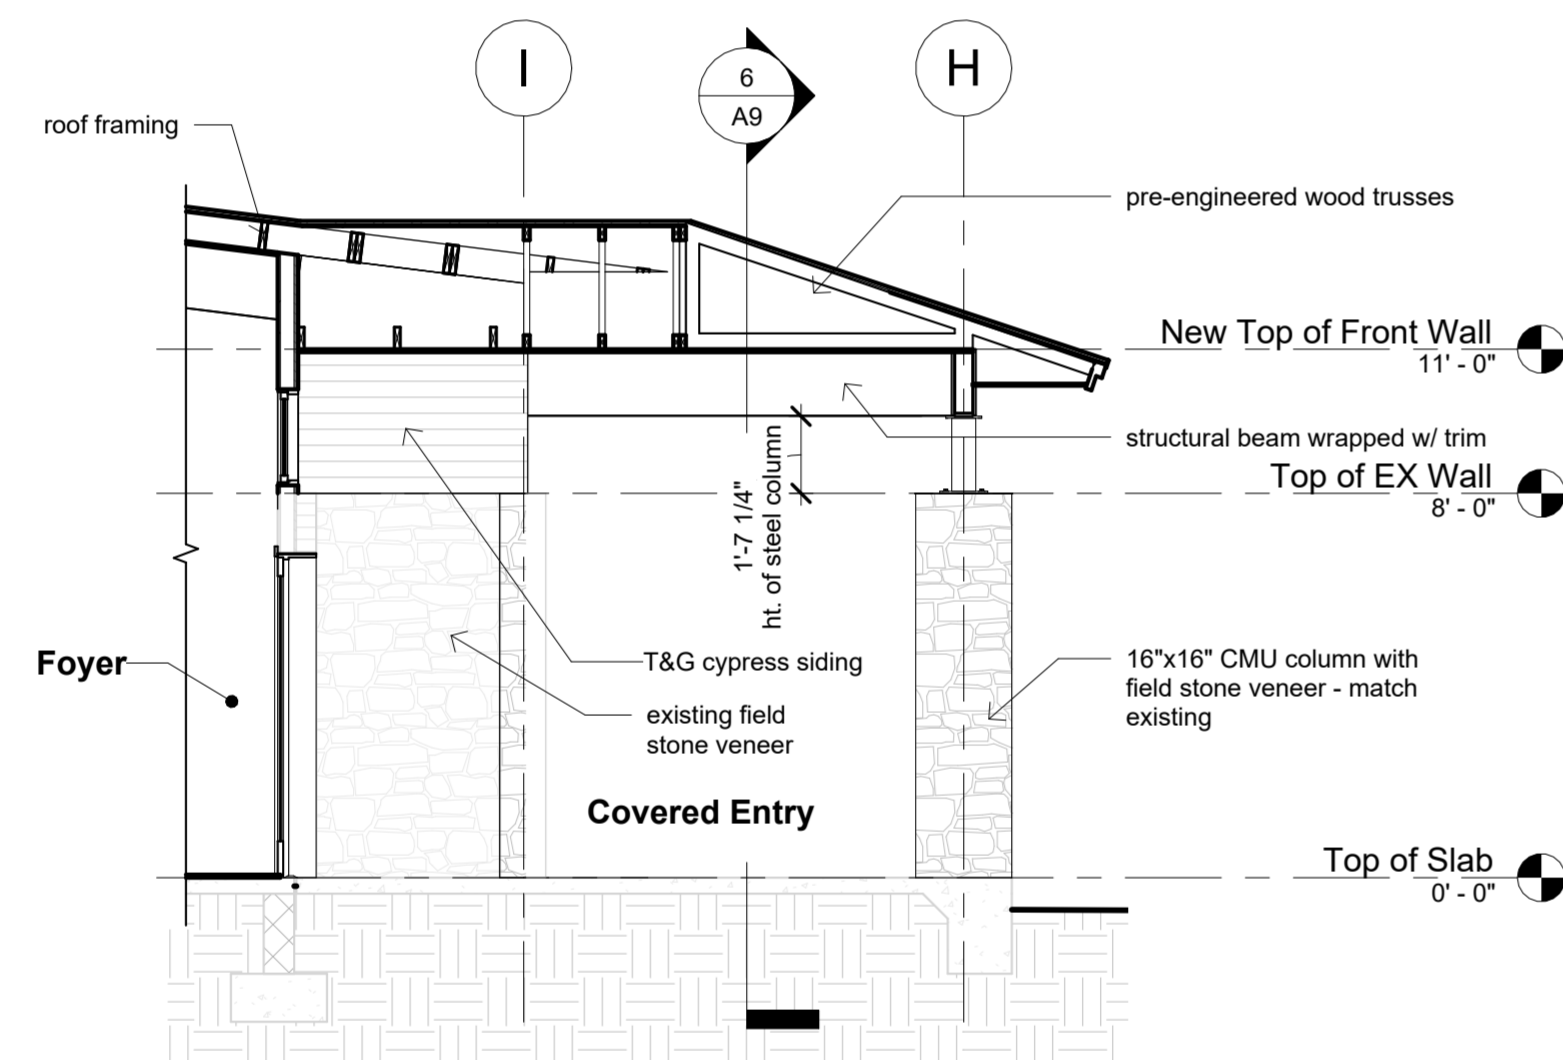 I
6
A9
H
roof framing
pre-engineered wood trusses
New Top of Front Wall
11' - 0"
structural beam wrapped w/ trim
Top of EX Wall
8' - 0"
1'-7 1/4"
ht. of steel column
Foyer
T&G cypress siding
16"x16" CMU column with
field stone veneer - match
existing
existing field
stone veneer
Covered Entry
Top of Slab
0' - 0"